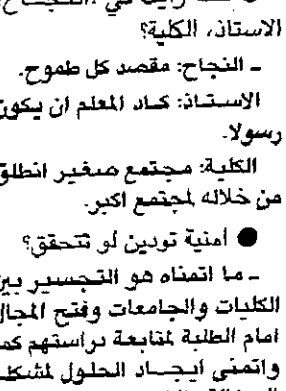 الاستاذ، الكلية؟
ـ النجاح: مقصد كل طموح.
الاستاذ: كاد المعلم ان يكون
رسولا.
الكلية: مجتمع صغير انطلق
من خلاله لمجتمع اكبر.
● أمنية تودين لو تتحقق؟
ـ ما اتمناه هو التجسير بين
الكليات والجامعات وفتح المجال
امام الطلبة لمتابعة دراستهم كما
واتمنى ايجاد الحلول